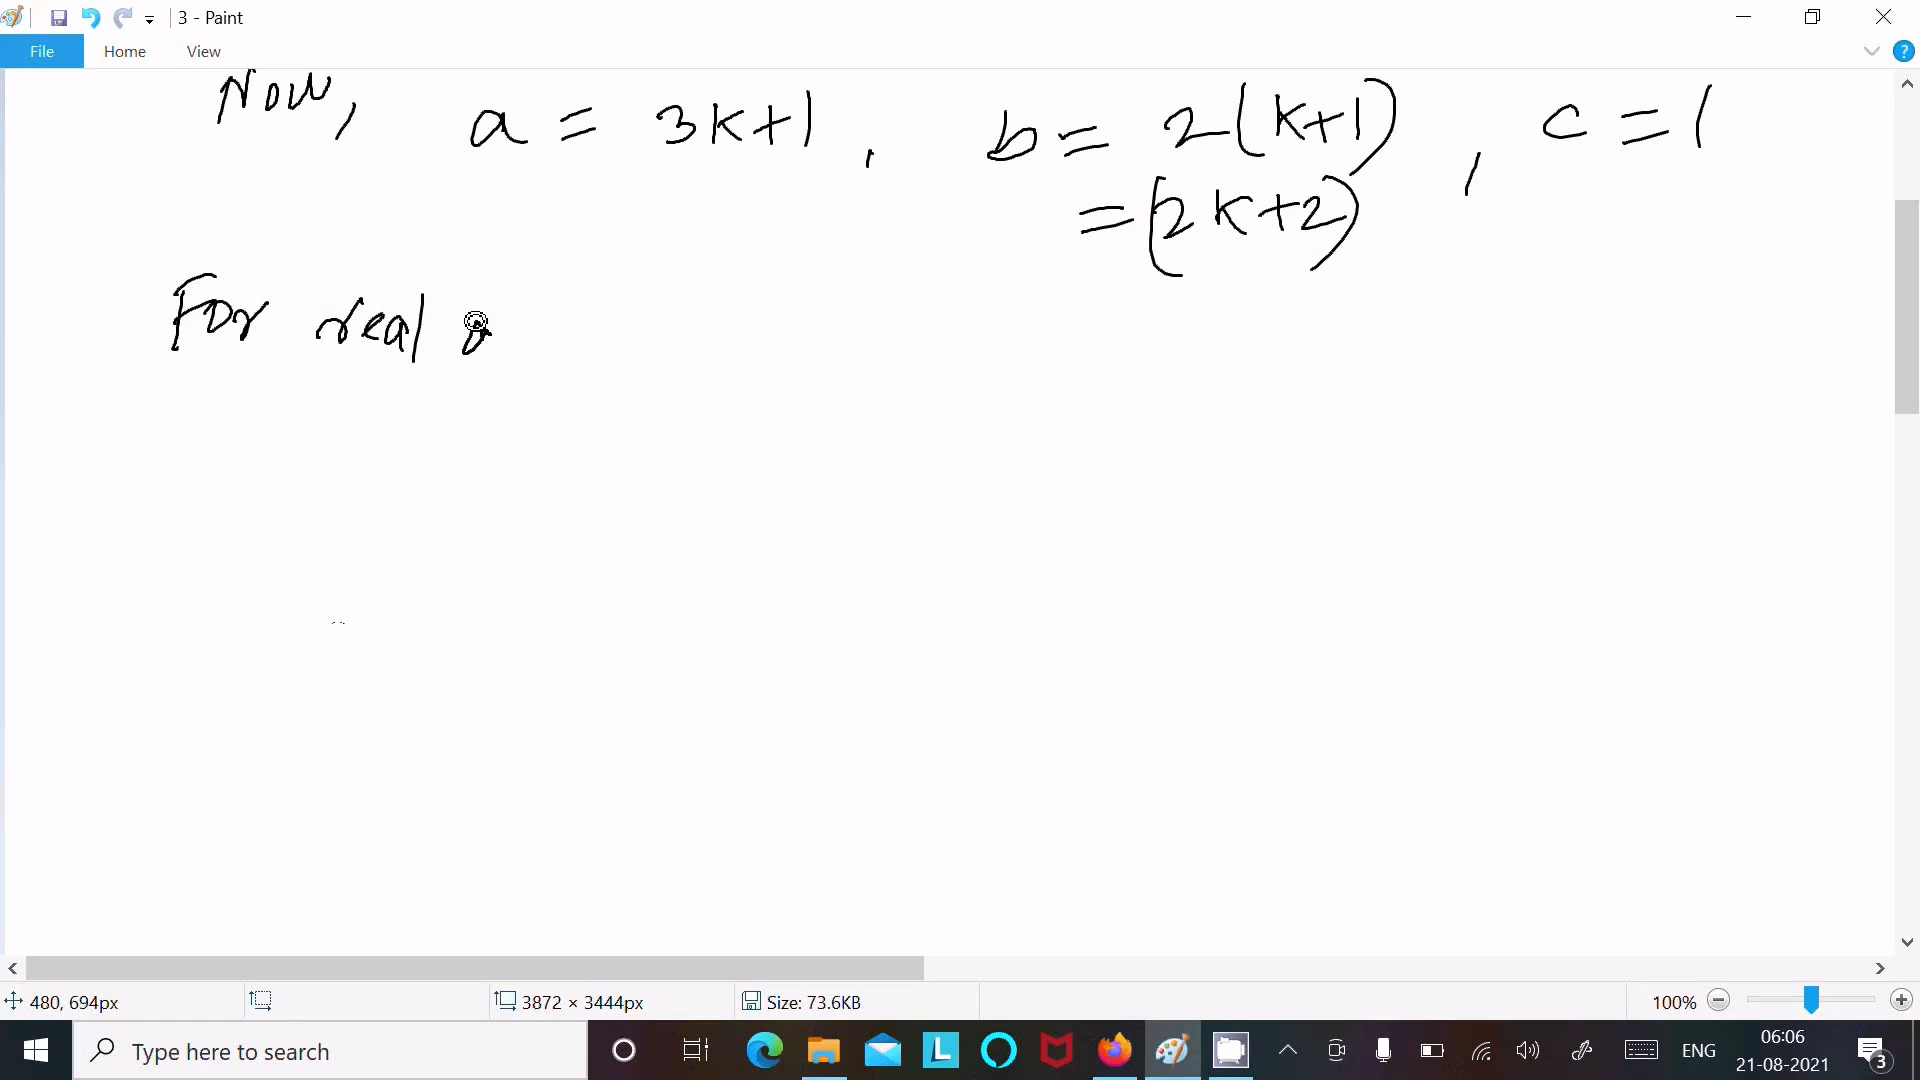 3 - Paint
File Home View
Now, a = 3k+1, b = 2(k+1), c = 1
= (2k+2)
For real
480, 694px 3872 × 3444px Size: 73.6KB 100%
Type here to search L ENG 06:06
21-08-2021 3